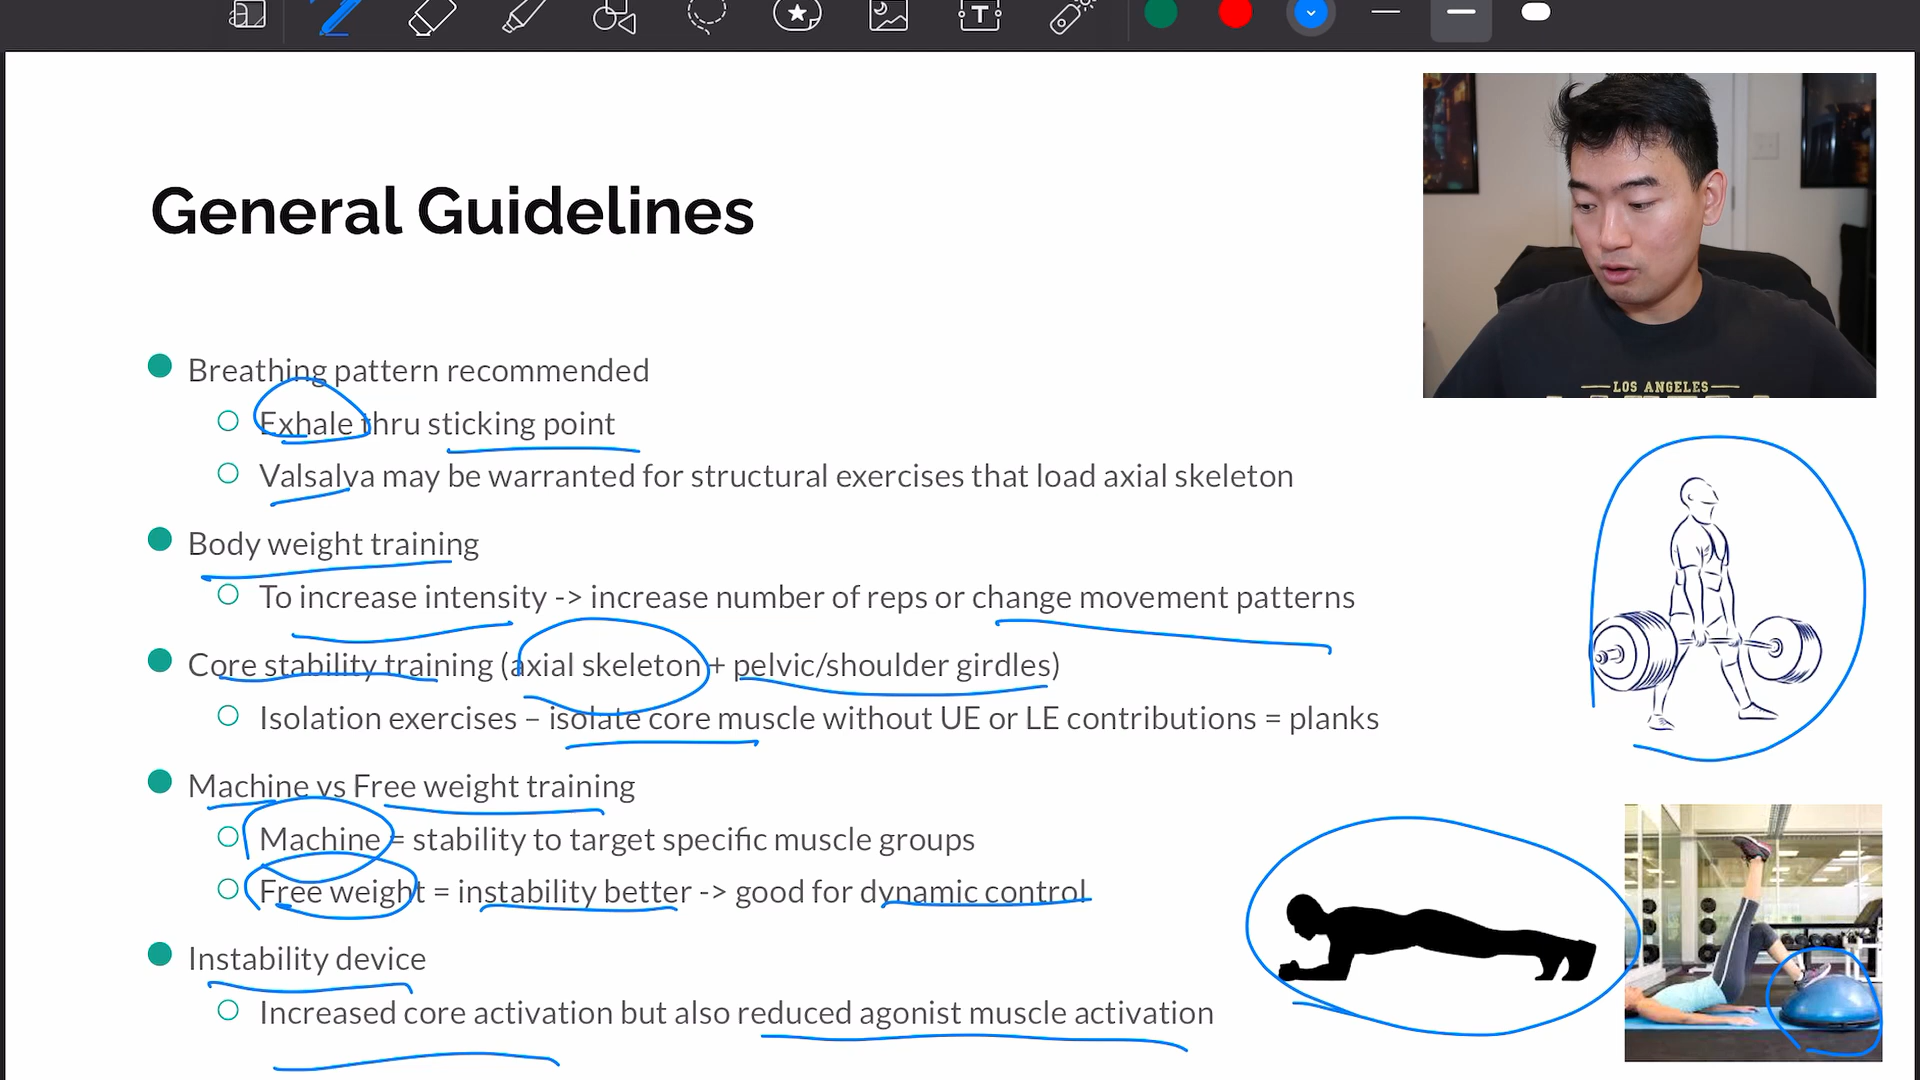 General Guidelines
LOS ANGELES
Breathing pattern recommended
Exhale thru sticking point
Valsalva may be warranted for structural exercises that load axial skeleton
Body weight training
To increase intensity -> increase number of reps or change movement patterns
Core stability training (axial skeleton + pelvic/shoulder girdles)
Isolation exercises – isolate core muscle without UE or LE contributions = planks
Machine vs Free weight training
Machine = stability to target specific muscle groups
Free weight = instability better -> good for dynamic control
Instability device
Increased core activation but also reduced agonist muscle activation